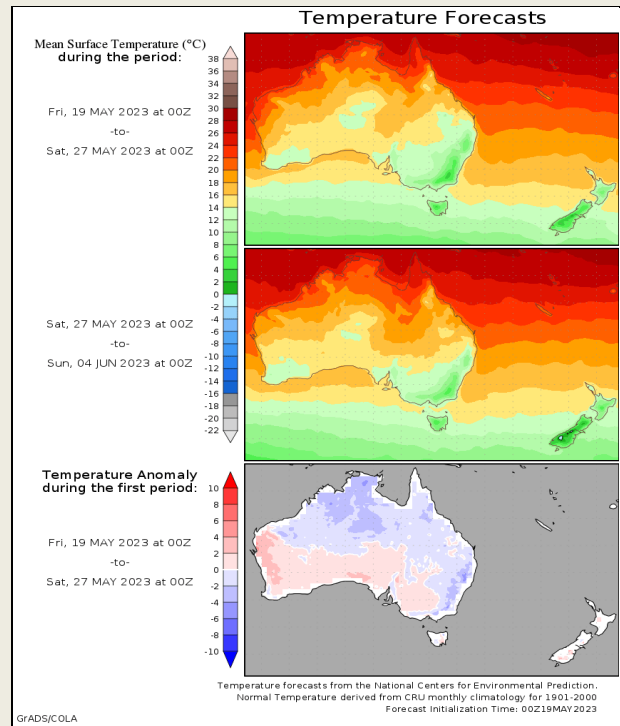 Temperature Forecasts
Mean Surface Temperature (°C)
during the period:
38
36
34
32
30
28
26
24
22
20
18
16
14
12
10
8
6
4
2
0
-2
-4
-6
-8
-10
-12
-14
-16
-18
-20
-22
Fri, 19 MAY 2023 at 00Z
-to-
Sat, 27 MAY 2023 at 00Z
Sat, 27 MAY 2023 at 00Z
-to-
Sun, 04 JUN 2023 at 00Z
Temperature Anomaly
during the first period:
10
8
6
4
2
0
-2
-4
-6
-8
-10
Fri, 19 MAY 2023 at 00Z
-to-
Sat, 27 MAY 2023 at 00Z
Temperature forecasts from the National Centers for Environmental Prediction.
Normal Temperature derived from CRU monthly climatology for 1901-2000
Forecast Initialization Time: 00Z19MAY2023
GrADS/COLA